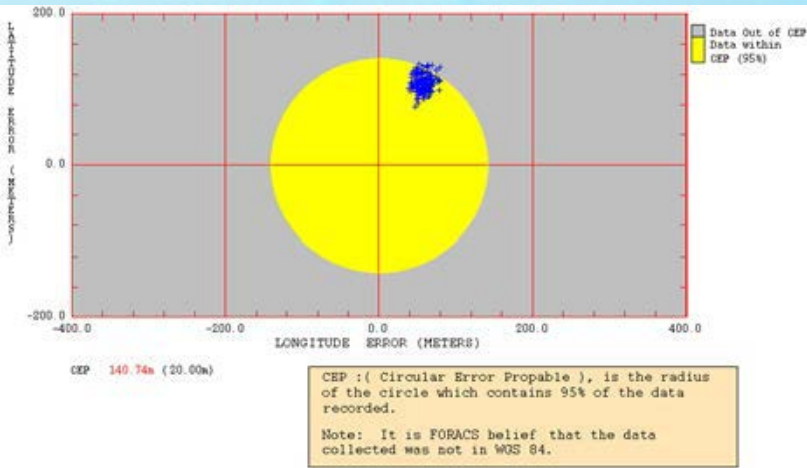 200.0
0.0
-200.0
LATITUDE ERROR (METERS)
-400.0
-200.0
0.0
200.0
400.0
LONGITUDE ERROR (METERS)
Data Out of CEP
Data within
CEP (95%)
CEP 140.74m (20.00m)
CEP :( Circular Error Propable ), is the radius
of the circle which contains 95% of the data
recorded.
Note: It is FORACS belief that the data
collected was not in WGS 84.